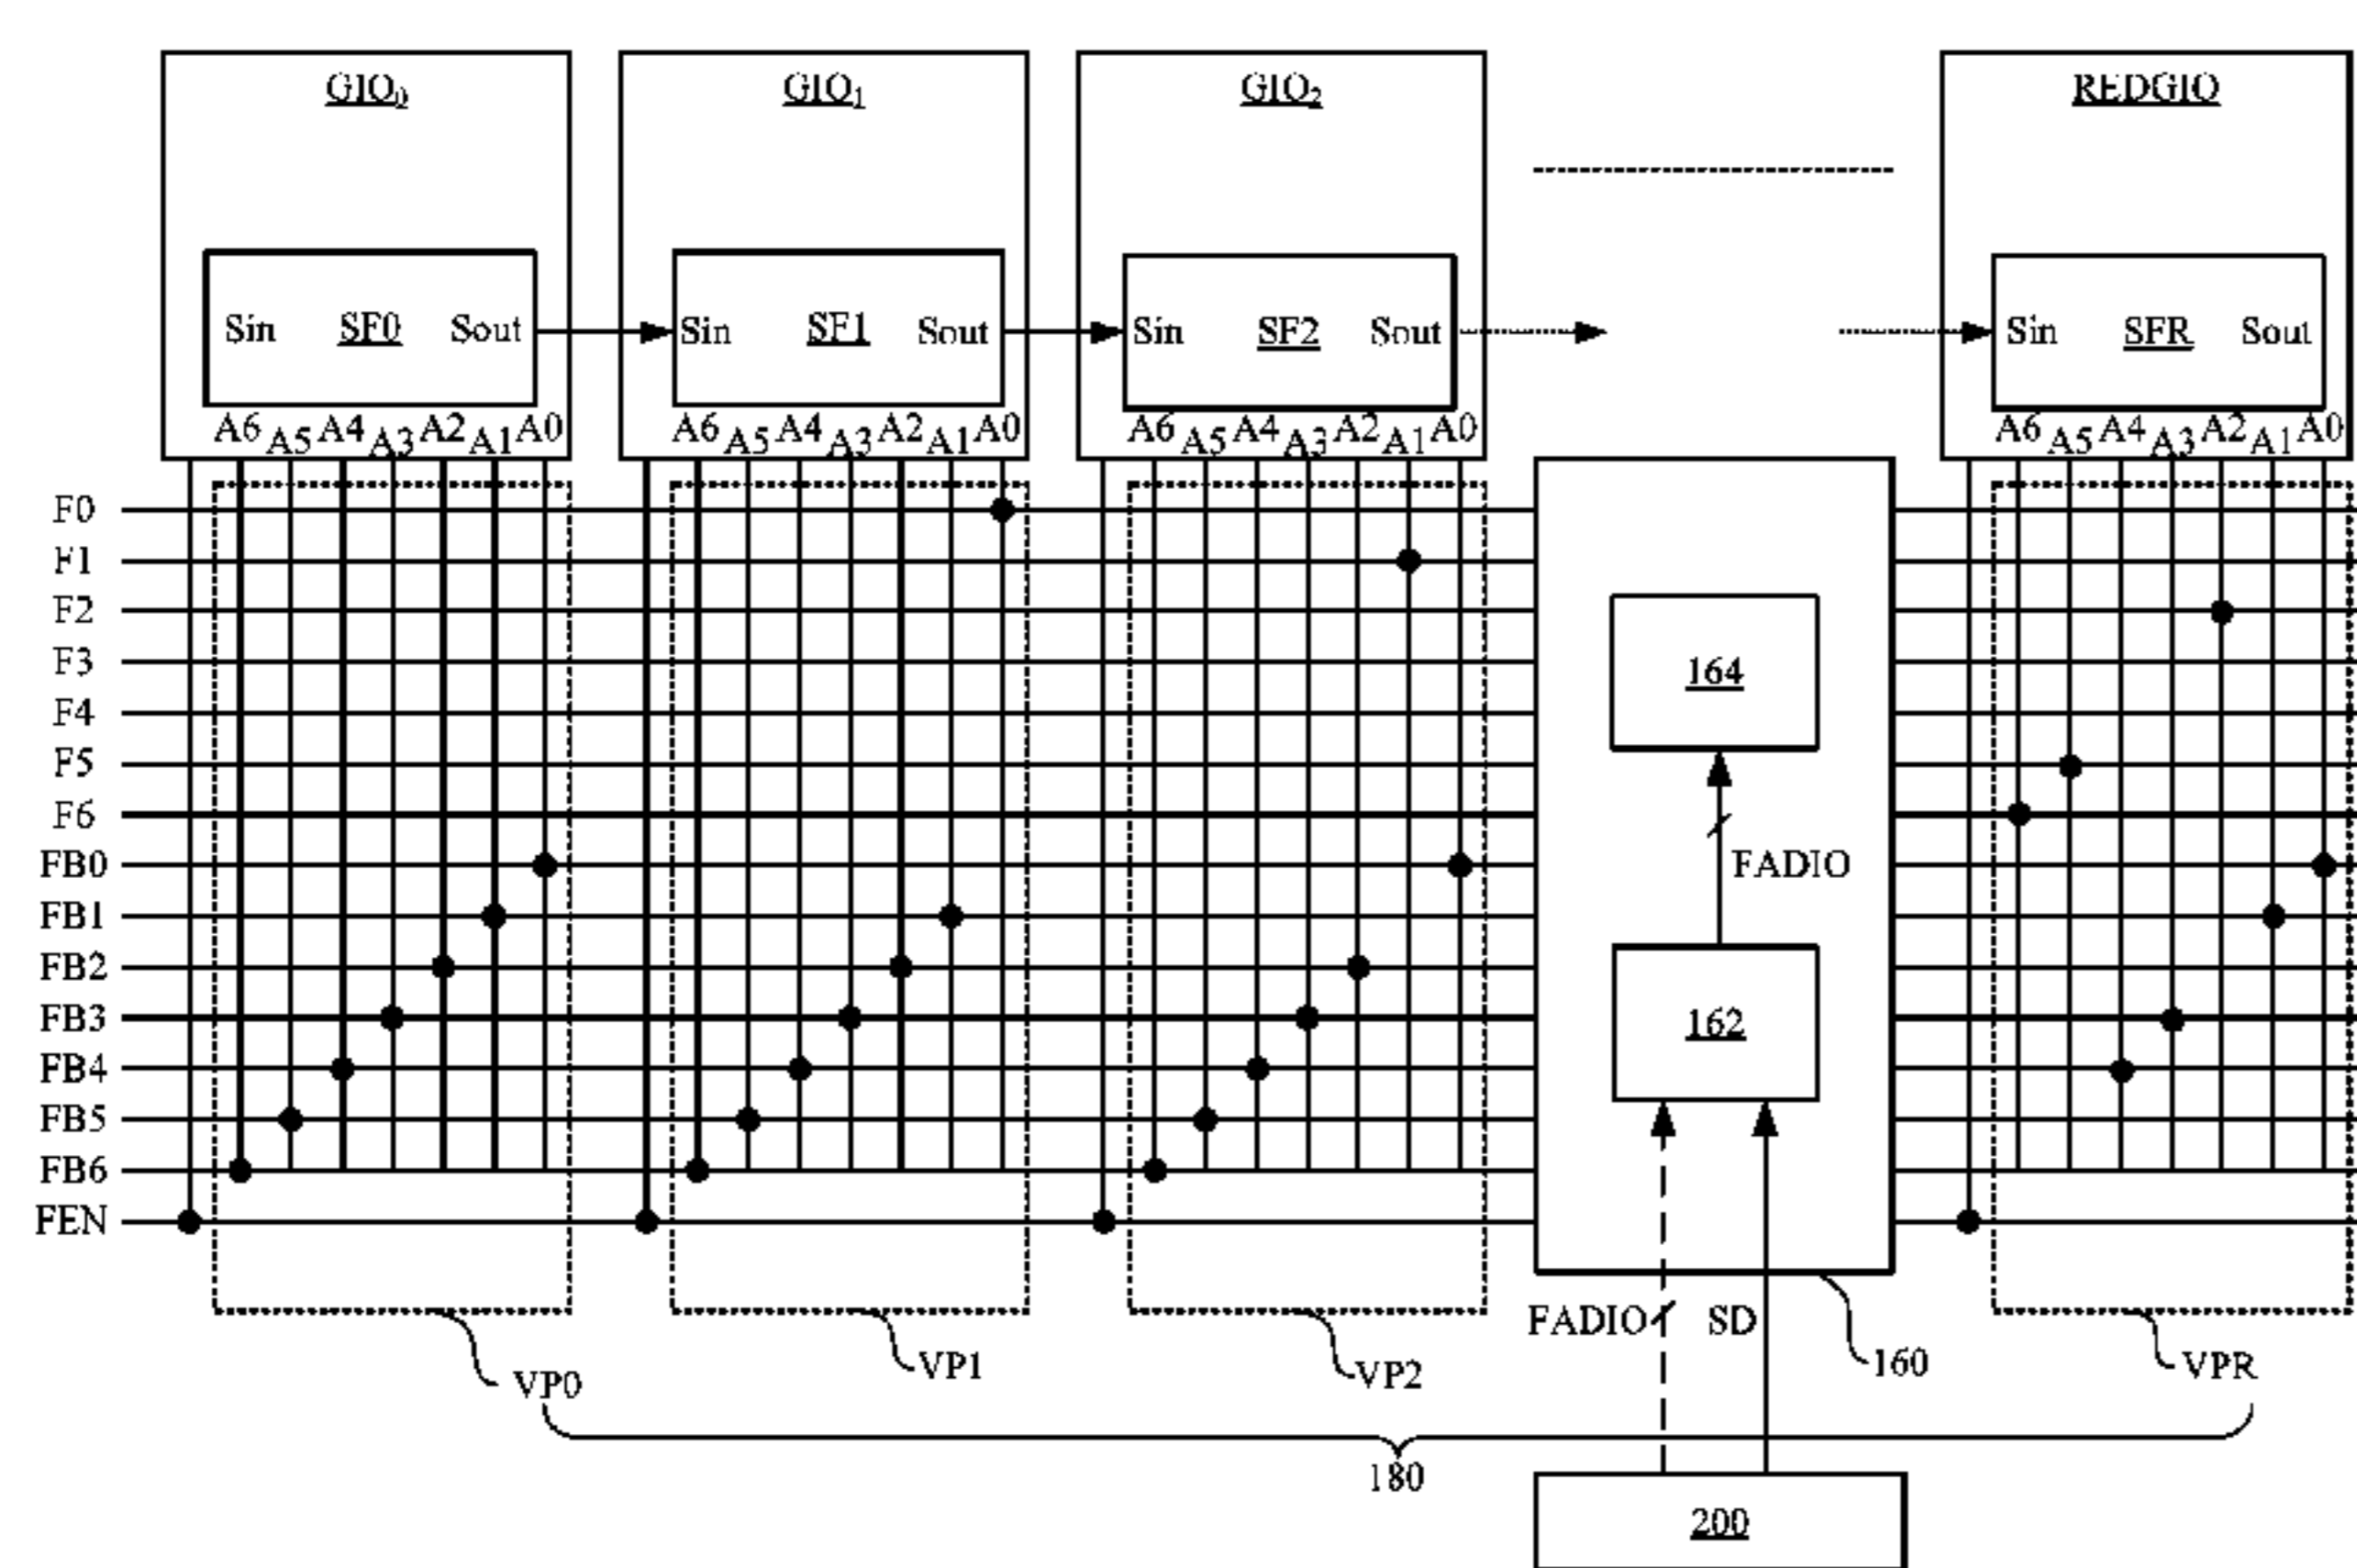 GIO0 GIO1 GIO2 REDGIO
Sin SF0 Sout Sin SF1 Sout Sin SF2 Sout Sin SFR Sout
A6 A5 A4 A3 A2 A1 A0 A6 A5 A4 A3 A2 A1 A0 A6 A5 A4 A3 A2 A1 A0 A6 A5 A4 A3 A2 A1 A0
F0
F1
F2
F3
164
F4
F5
F6
FB0
FADIO
FB1
FB2
FB3
162
FB4
FB5
FB6
FEN
FADIO SD
VP0 VP1 VP2 160 VPR
180
200